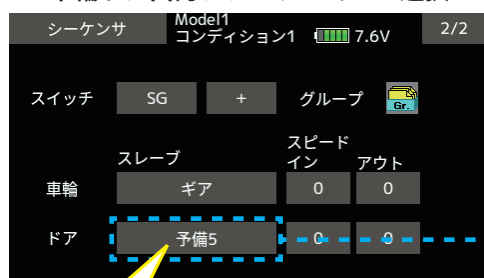 シーケンサ Model1 2/2
コンディション1 7.6V
スイッチ SG + グループ Gr.
スピード
スレーブ イン アウト
車輪 ギア 0 0
ドア 予備5 0 0